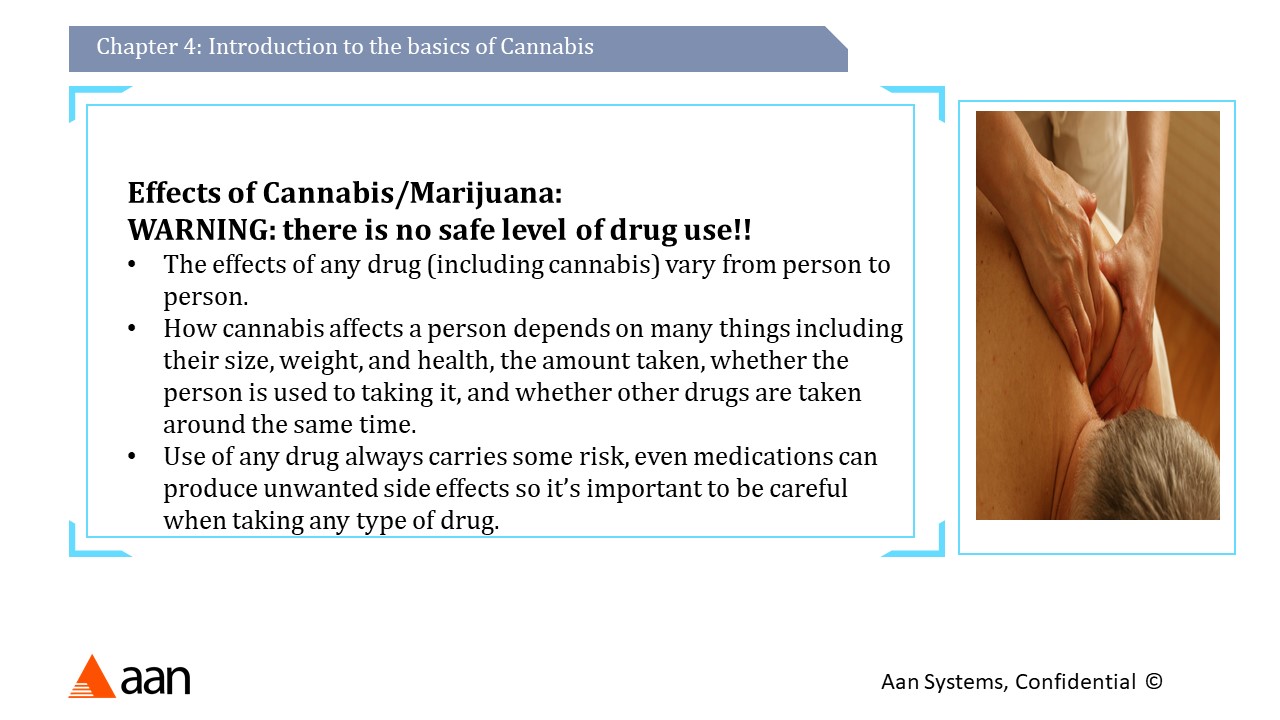 Chapter 4: Introduction to the basics of Cannabis
Effects of Cannabis/Marijuana:
WARNING: there is no safe level of drug use!!
• The effects of any drug (including cannabis) vary from person to
person.
• How cannabis affects a person depends on many things including
their size, weight, and health, the amount taken, whether the
person is used to taking it, and whether other drugs are taken
around the same time.
• Use of any drug always carries some risk, even medications can
produce unwanted side effects so it’s important to be careful
when taking any type of drug.
aan
Aan Systems, Confidential ©